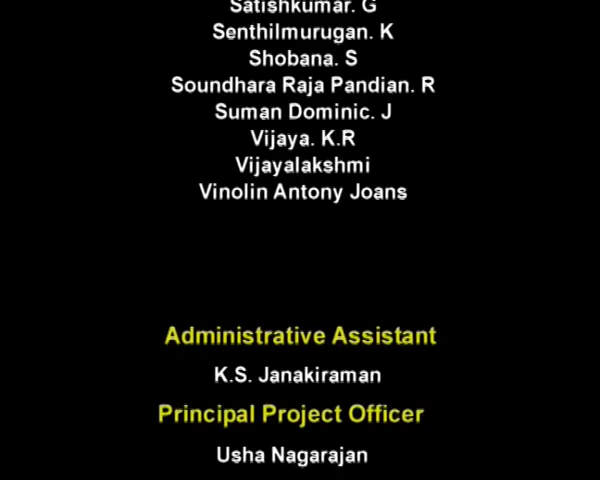 Satishkumar. G
Senthilmurugan. K
Shobana. S
Soundhara Raja Pandian. R
Suman Dominic. J
Vijaya. K.R
Vijayalakshmi
Vinolin Antony Joans
Administrative Assistant
K.S. Janakiraman
Principal Project Officer
Usha Nagarajan